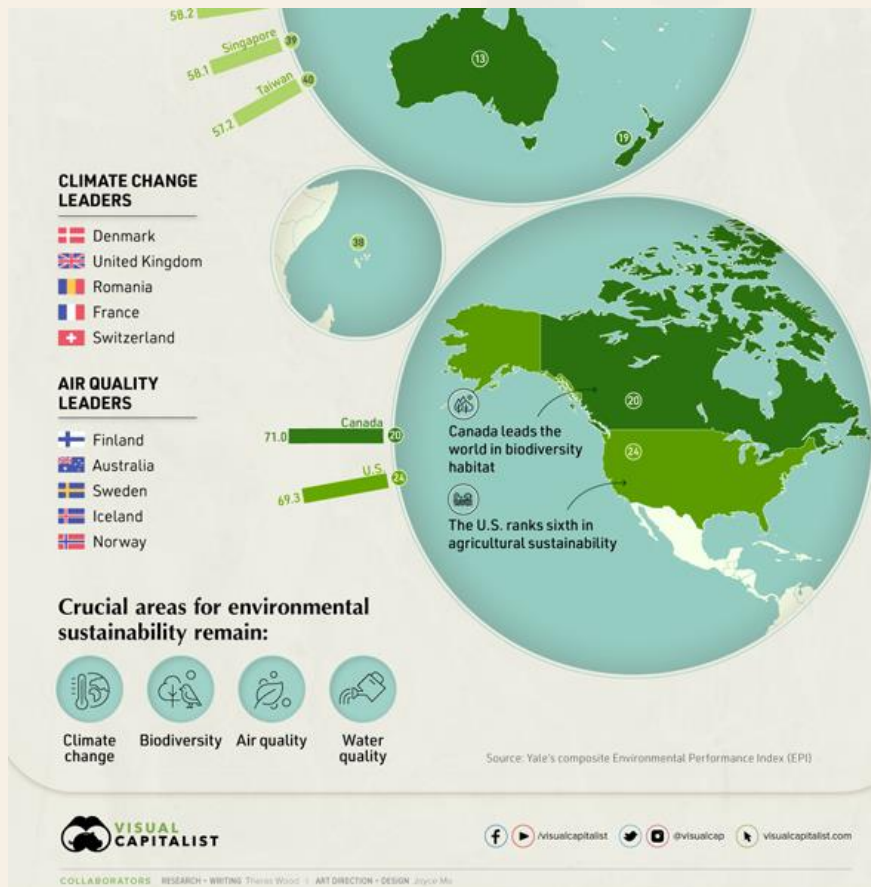 58.2
Singapore 39
58.1
Taiwan 40
57.2
13
19
CLIMATE CHANGE
LEADERS
Denmark
United Kingdom
Romania
France
Switzerland
38
AIR QUALITY
LEADERS
Finland
Australia
Sweden
Iceland
Norway
Canada
71.0
20
U.S.
69.3
24
20
Canada leads the
world in biodiversity
habitat
24
The U.S. ranks sixth in
agricultural sustainability
Crucial areas for environmental
sustainability remain:
Climate
change
Biodiversity
Air quality
Water
quality
Source: Yale's composite Environmental Performance Index (EPI)
VISUAL
CAPITALIST
/visualcapitalist
@visualcap
visualcapitalist.com
COLLABORATORS RESEARCH + WRITING Theras Wood | ART DIRECTION + DESIGN Joyce Ma